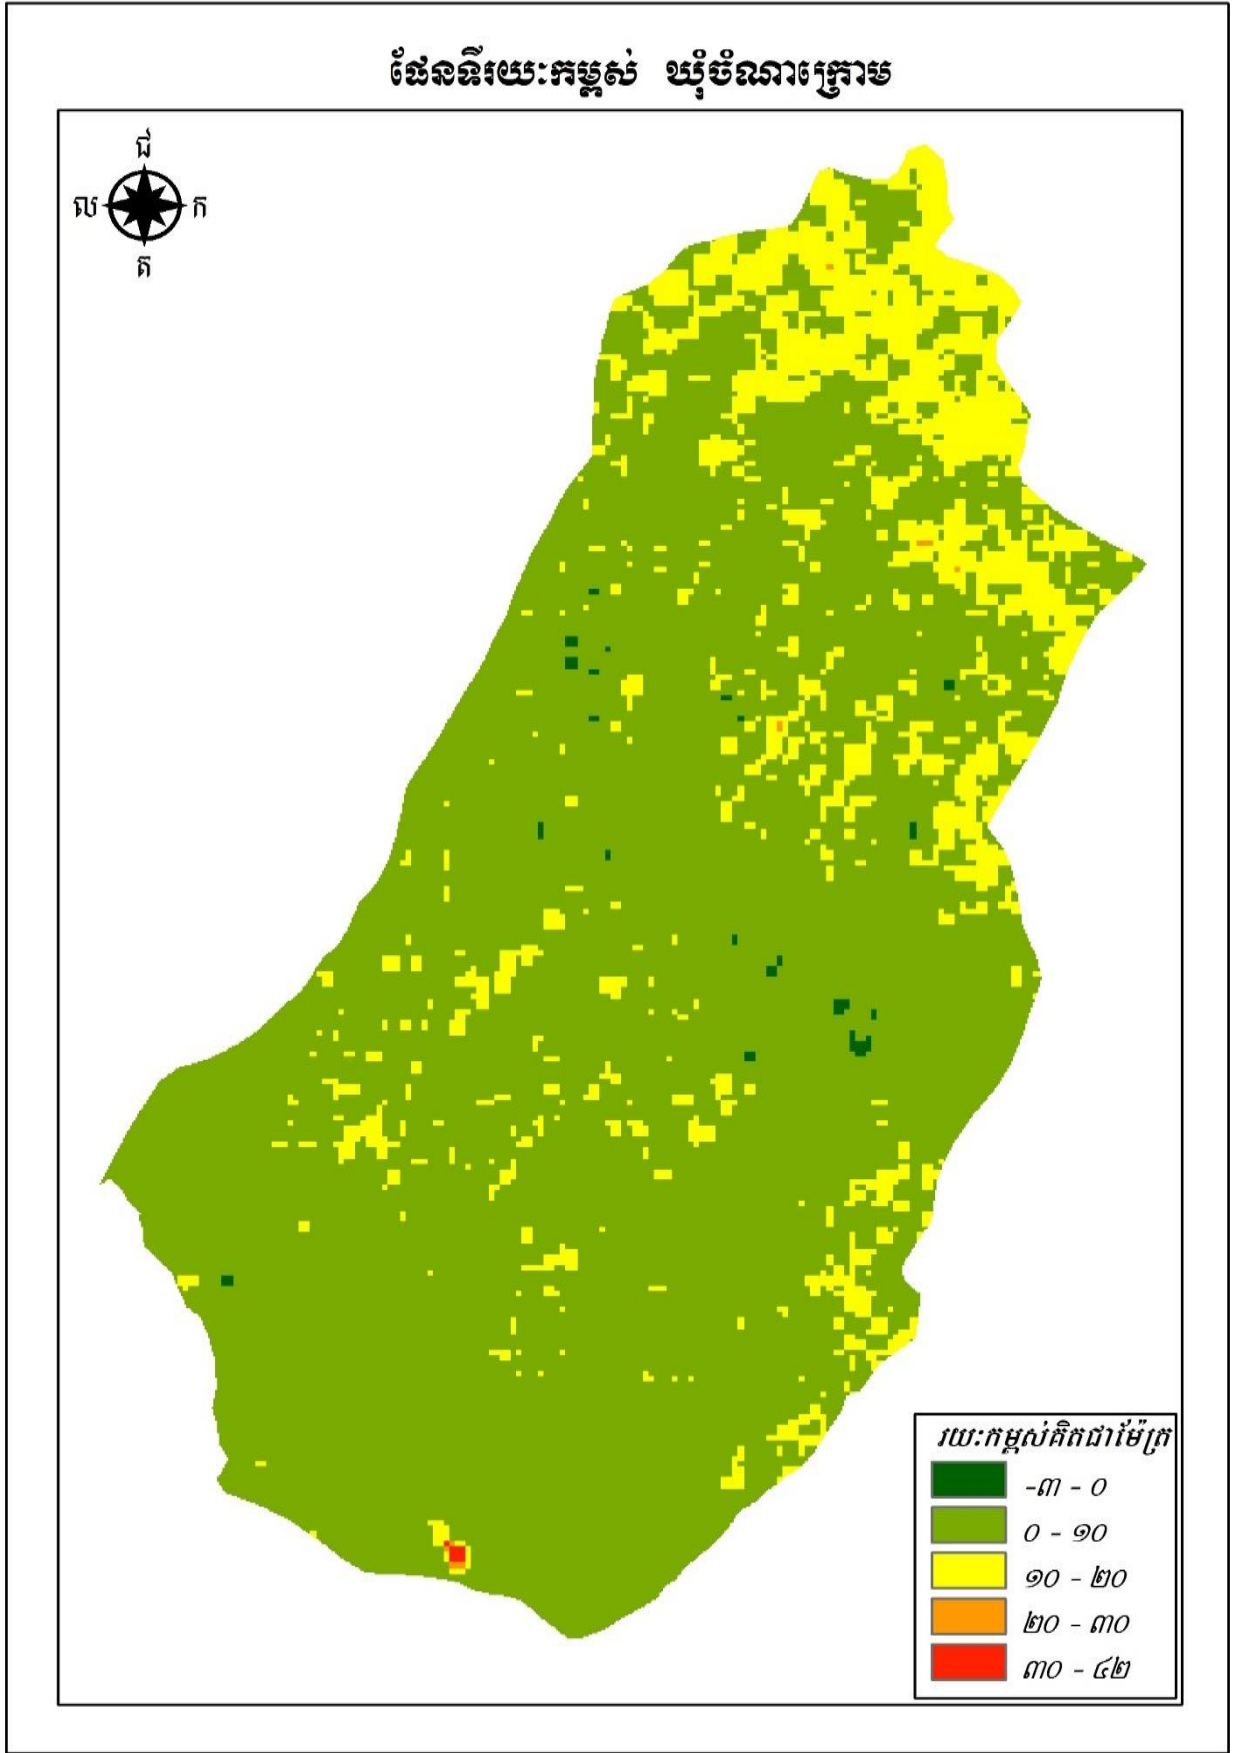 ផែនទីរយៈកម្ពស់ ឃុំចំណាក្រោម
ជ
ល
ក
ត
រយៈកម្ពស់គិតជាម៉ែត្រ
-៣ - ០
០ - ១០
១០ - ២០
២០ - ៣០
៣០ - ៤២